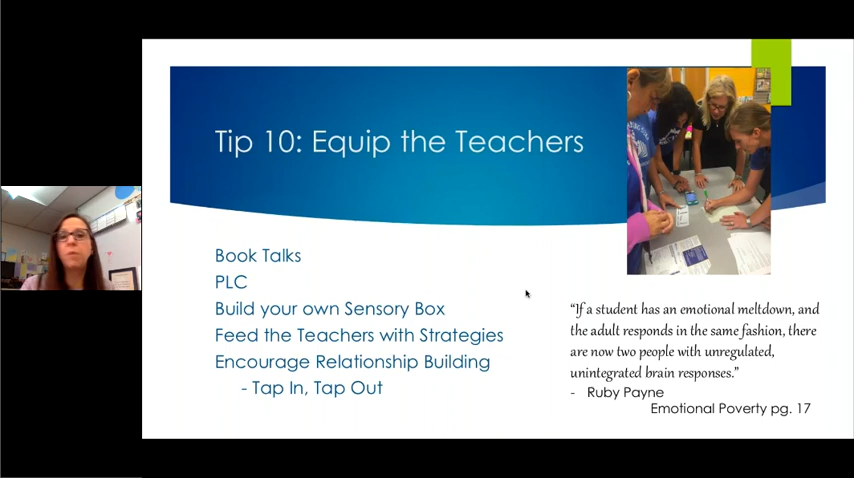 Tip 10: Equip the Teachers
Book Talks
PLC
Build your own Sensory Box
Feed the Teachers with Strategies
Encourage Relationship Building
- Tap In, Tap Out
“If a student has an emotional meltdown, and
the adult responds in the same fashion, there
are now two people with unregulated,
unintegrated brain responses.”
- Ruby Payne
Emotional Poverty pg. 17